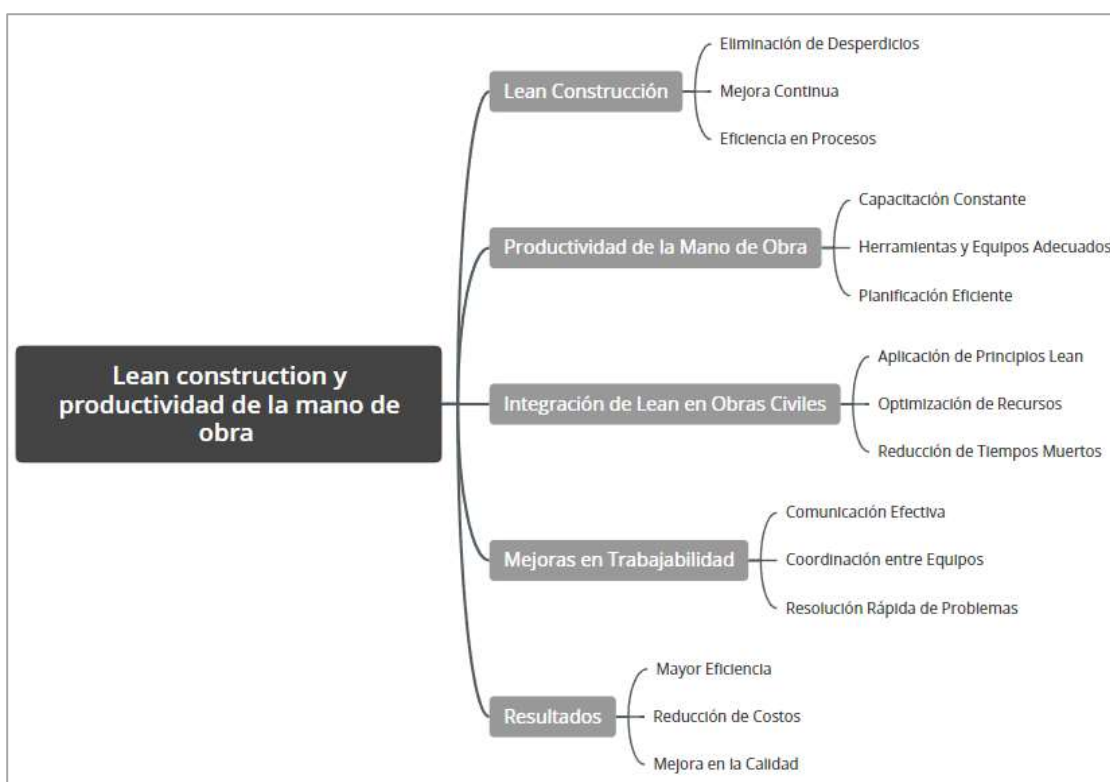 Lean construction y
productividad de la mano de
obra
Lean Construcción
Eliminación de Desperdicios
Mejora Continua
Eficiencia en Procesos
Productividad de la Mano de Obra
Capacitación Constante
Herramientas y Equipos Adecuados
Planificación Eficiente
Integración de Lean en Obras Civiles
Aplicación de Principios Lean
Optimización de Recursos
Reducción de Tiempos Muertos
Mejoras en Trabajabilidad
Comunicación Efectiva
Coordinación entre Equipos
Resolución Rápida de Problemas
Resultados
Mayor Eficiencia
Reducción de Costos
Mejora en la Calidad